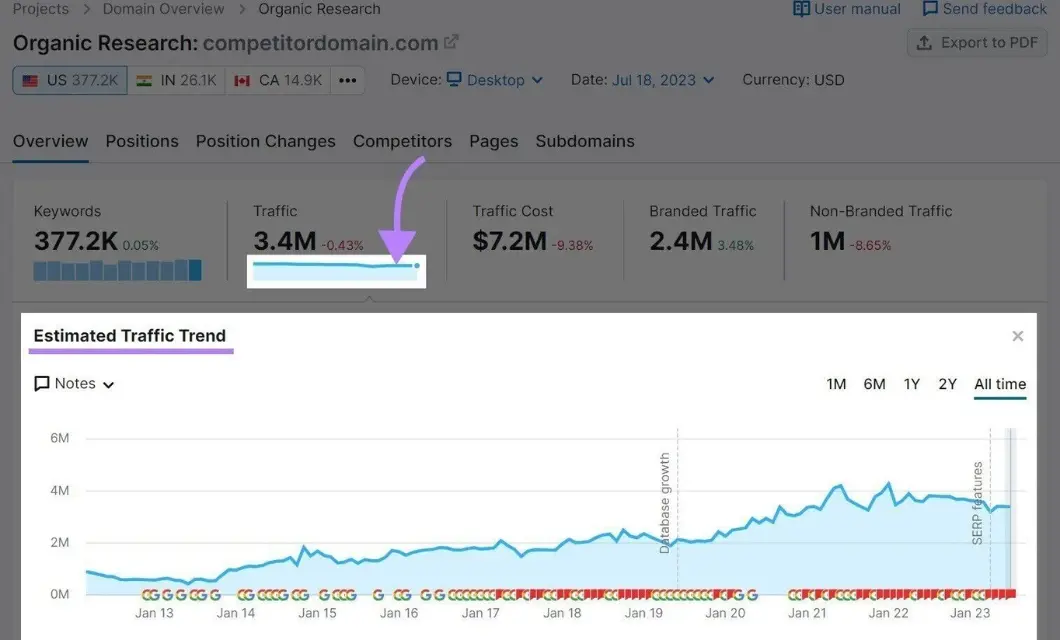 Projects > Domain Overview > Organic Research
User manual
Send feedback
Organic Research: competitordomain.com
Export to PDF
US 377.2K
IN 26.1K
CA 14.9K
•••
Device: Desktop
Date: Jul 18, 2023
Currency: USD
Overview
Positions
Position Changes
Competitors
Pages
Subdomains
Keywords
377.2K 0.05%
Traffic
3.4M -0.43%
Traffic Cost
$7.2M -9.38%
Branded Traffic
2.4M 3.48%
Non-Branded Traffic
1M -8.65%
Estimated Traffic Trend
Notes
1M
6M
1Y
2Y
All time
6M
4M
2M
0M
Database growth
SERP features
Jan 13
Jan 14
Jan 15
Jan 16
Jan 17
Jan 18
Jan 19
Jan 20
Jan 21
Jan 22
Jan 23